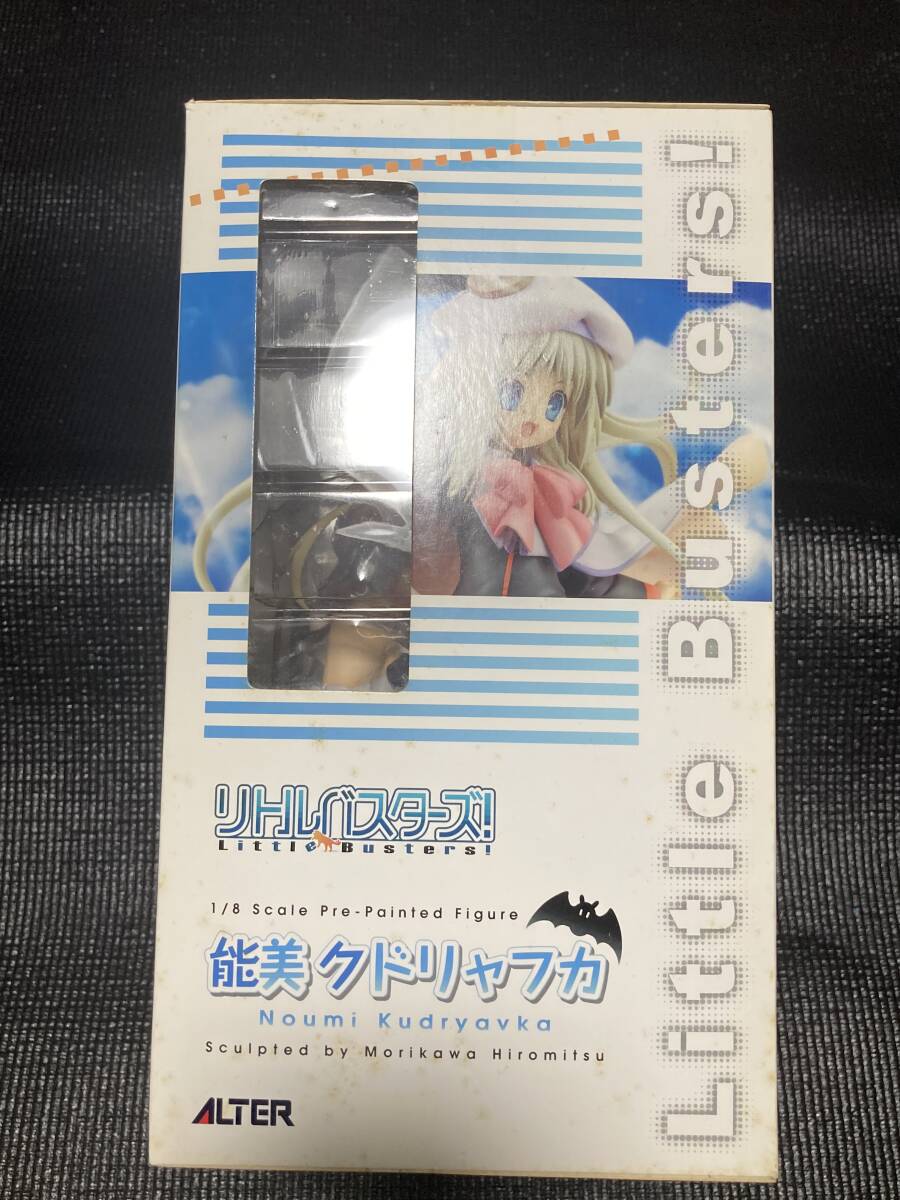 Little Busters!
リトルバスターズ!
Little Busters!
1/8 Scale Pre-Painted Figure
能美 クドリャフカ
Noumi Kudryavka
Sculpted by Morikawa Hiromitsu
ALTER